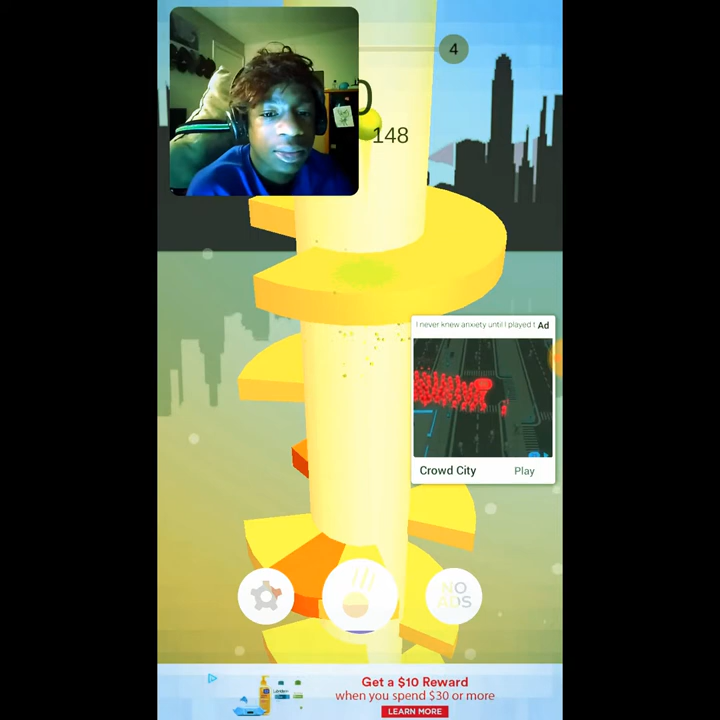 4
148
I never knew anxiety until I played t Ad
Crowd City
Play
NO
ADS
Get a $10 Reward
when you spend $30 or more
LEARN MORE